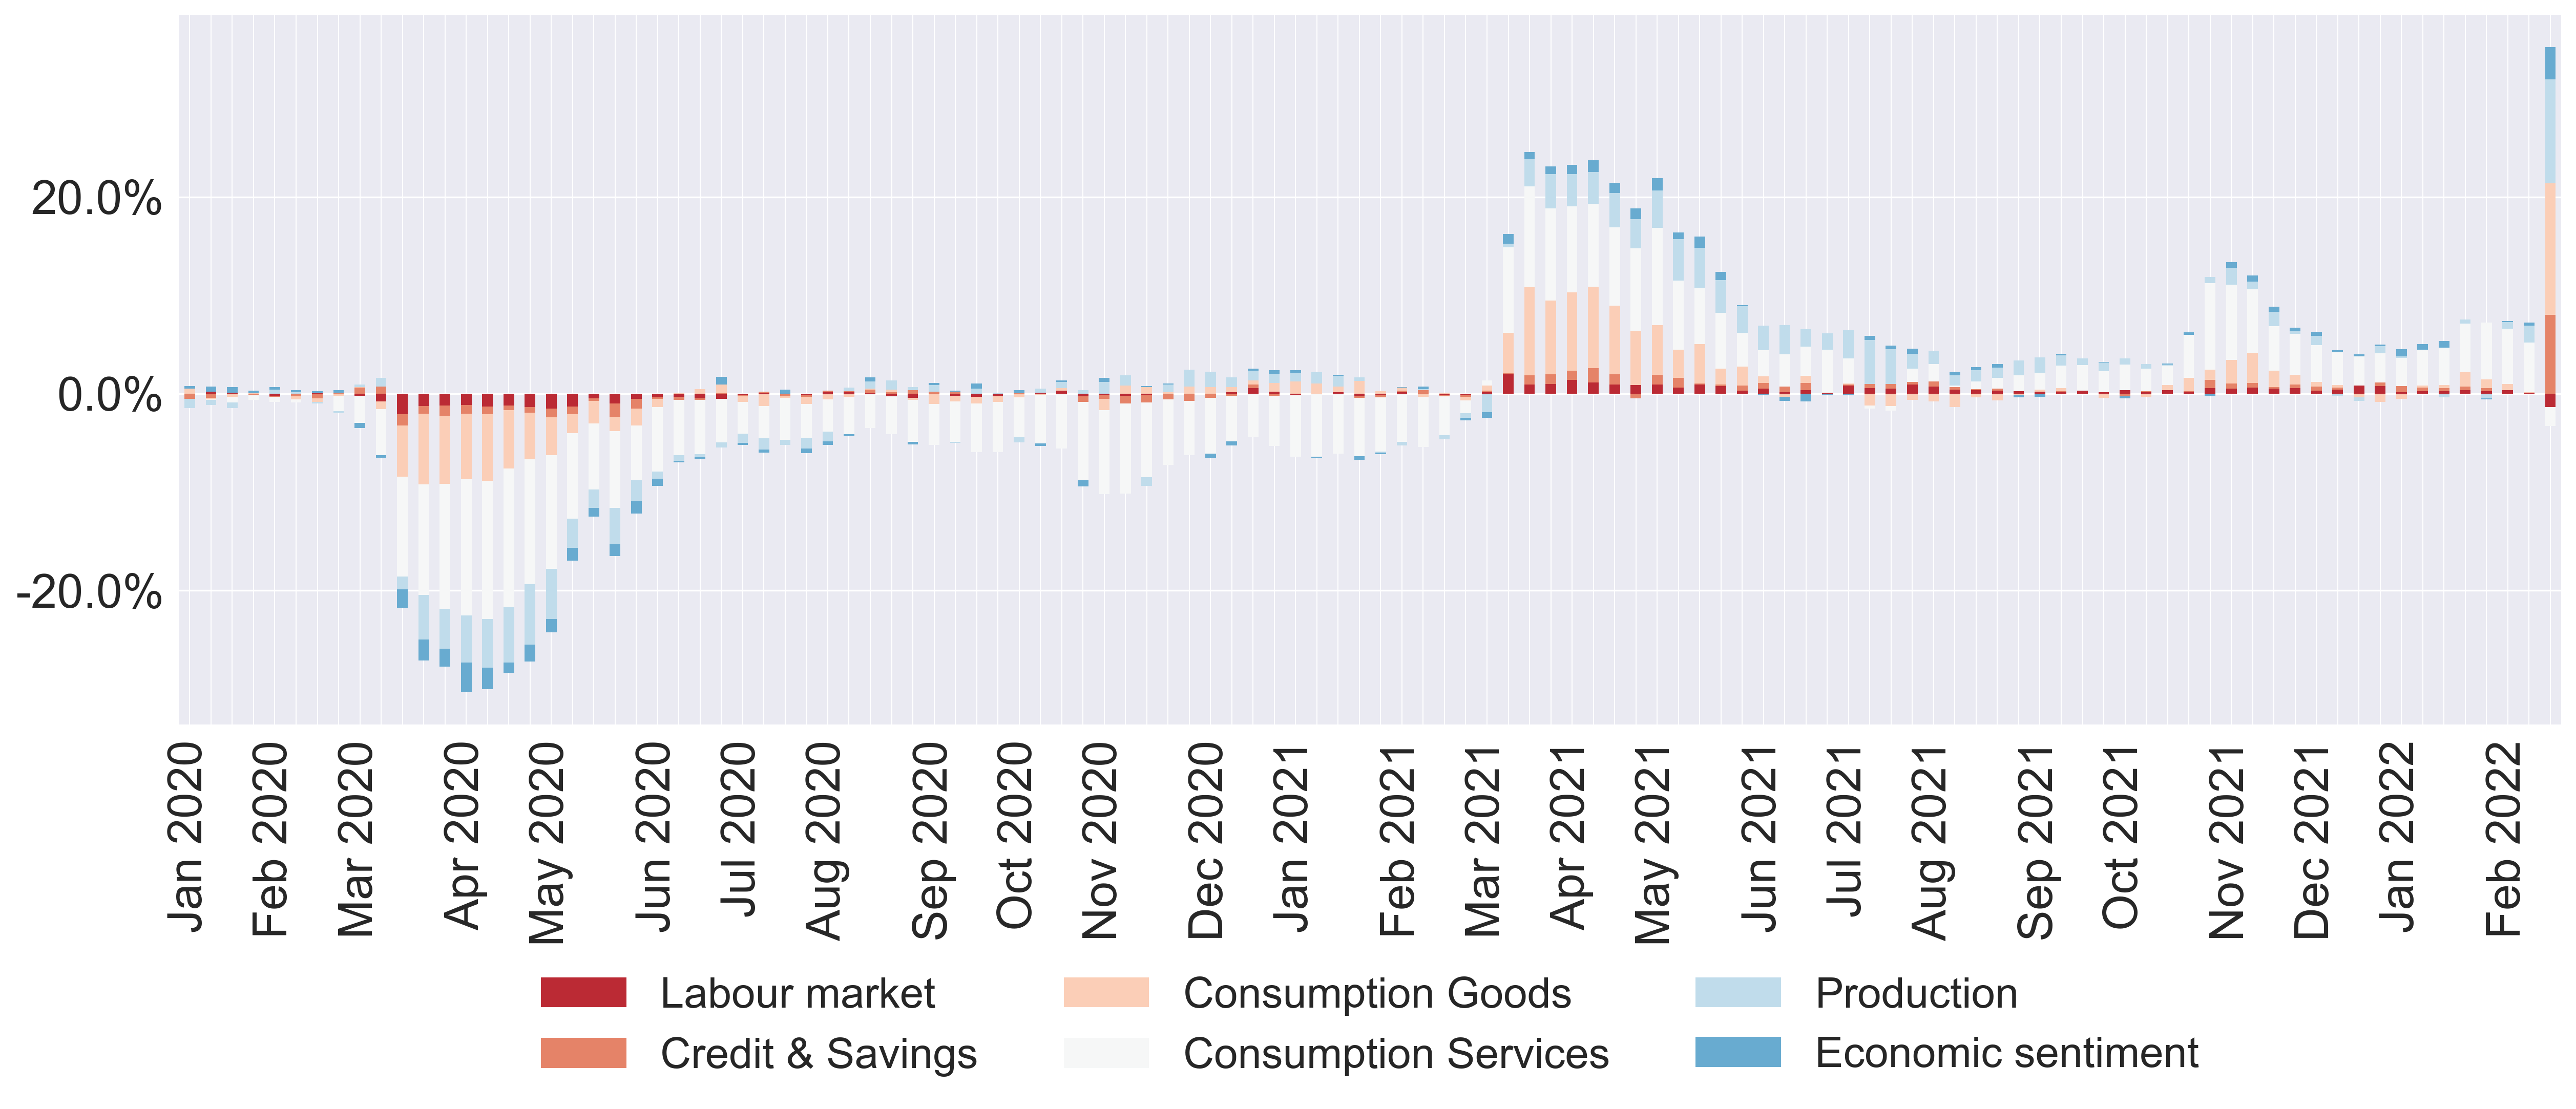 20.0%
0.0%
-20.0%
Jan 2020
Feb 2020
Mar 2020
Apr 2020
May 2020
Jun 2020
Jul 2020
Aug 2020
Sep 2020
Oct 2020
Nov 2020
Dec 2020
Jan 2021
Feb 2021
Mar 2021
Apr 2021
May 2021
Jun 2021
Jul 2021
Aug 2021
Sep 2021
Oct 2021
Nov 2021
Dec 2021
Jan 2022
Feb 2022
Labour market
Credit & Savings
Consumption Goods
Consumption Services
Production
Economic sentiment